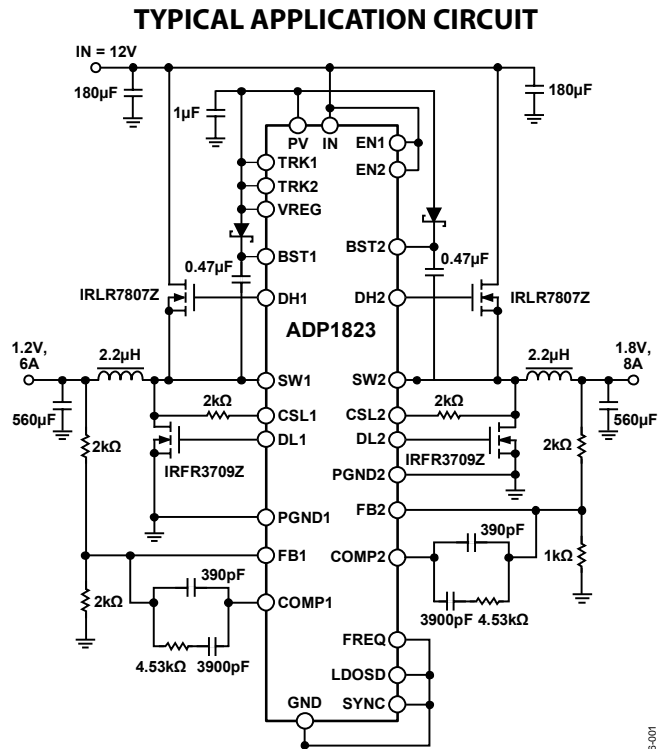 TYPICAL APPLICATION CIRCUIT
IN = 12V
180µF
1µF
180µF
PV
IN
EN1
EN2
TRK1
TRK2
VREG
BST1
BST2
0.47µF
0.47µF
IRLR7807Z
DH1
DH2
IRLR7807Z
ADP1823
1.2V,
6A
2.2µH
SW1
SW2
2.2µH
1.8V,
8A
560µF
2kΩ
CSL1
CSL2
2kΩ
560µF
2kΩ
DL1
DL2
2kΩ
IRFR3709Z
IRFR3709Z
PGND2
PGND1
FB2
390pF
FB1
COMP2
1kΩ
390pF
2kΩ
COMP1
3900pF
4.53kΩ
4.53kΩ
3900pF
FREQ
LDOSD
GND
SYNC
6-001